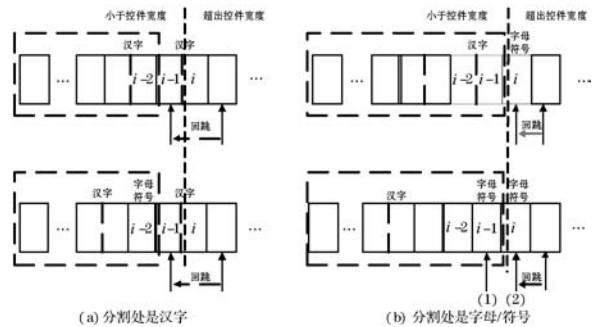 小于控件宽度 超出控件宽度
汉字 汉字
... i-2 i-1 i ...
回跳
字母
汉字 符号 汉字
... i-2 i-1 i ...
回跳
(a) 分割处是汉字
小于控件宽度 超出控件宽度
字母
汉字 符号
... i-2 i-1 i ...
回跳
字母 字母
汉字 符号 符号
... i-2 i-1 i ...
回跳
(1) (2)
(b) 分割处是字母/符号